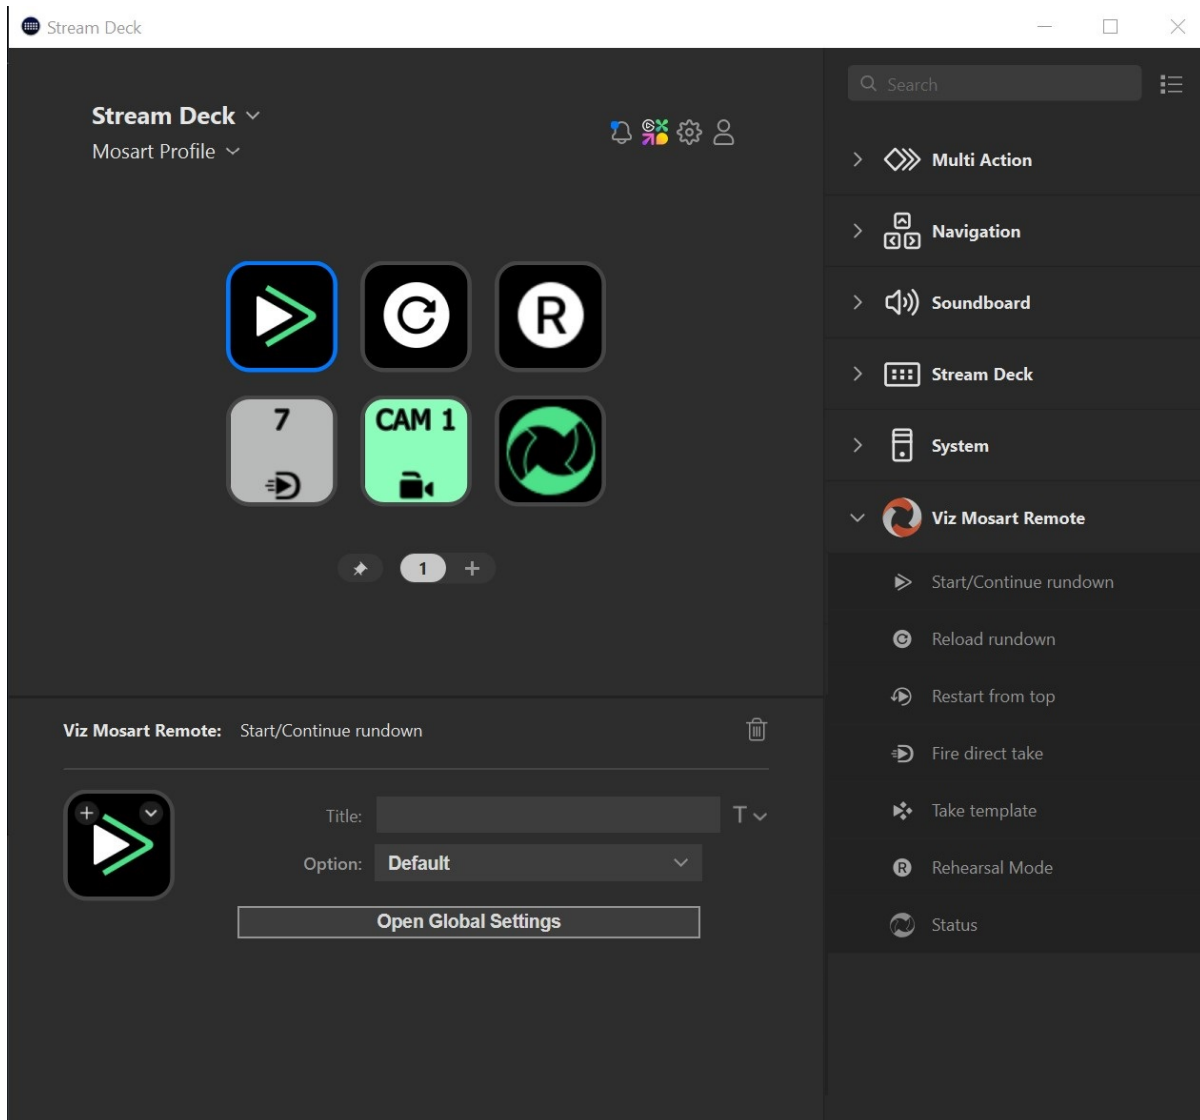 Stream Deck
Stream Deck
Mosart Profile
R
7
CAM 1
1
Search
Multi Action
Navigation
Soundboard
Stream Deck
System
Viz Mosart Remote
Start/Continue rundown
Reload rundown
Restart from top
Fire direct take
Take template
R Rehearsal Mode
Status
Viz Mosart Remote: Start/Continue rundown
Title: T
Option: Default
Open Global Settings